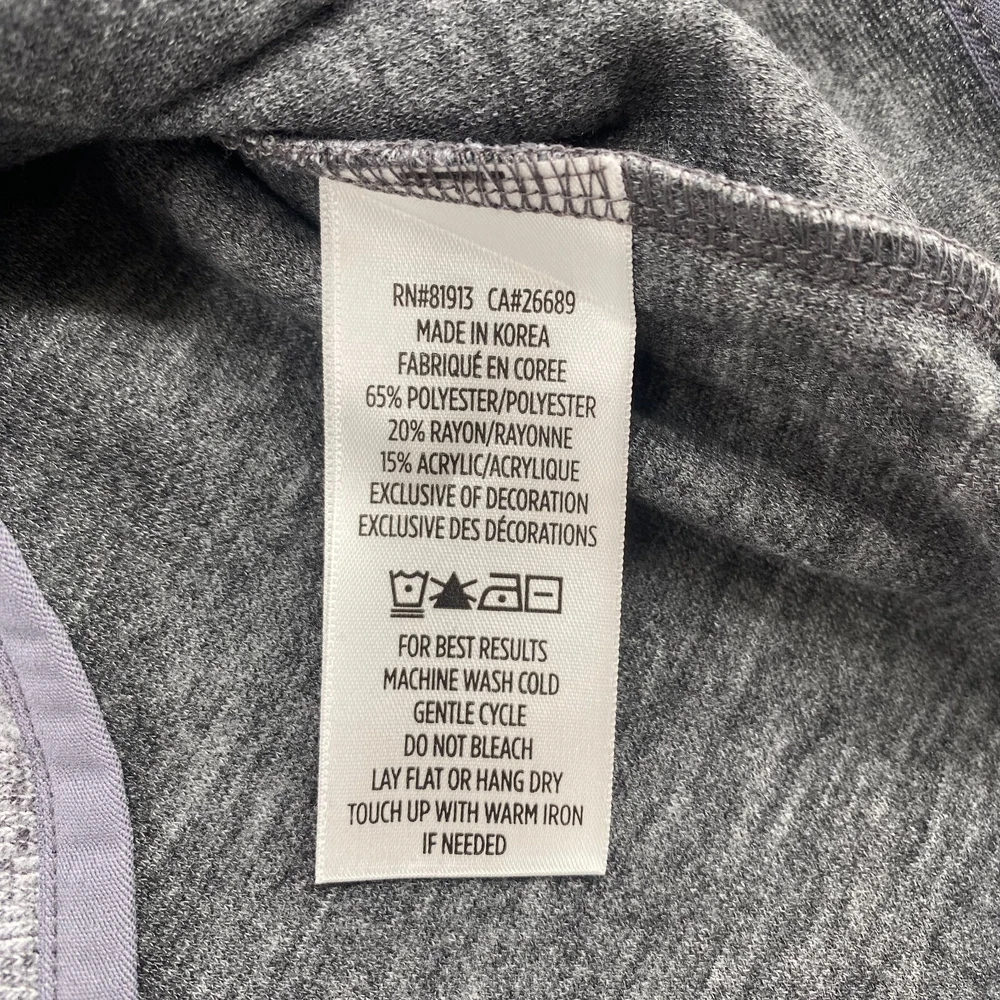 RN#81913 CA#26689
MADE IN KOREA
FABRIQUÉ EN COREE
65% POLYESTER/POLYESTER
20% RAYON/RAYONNE
15% ACRYLIC/ACRYLIQUE
EXCLUSIVE OF DECORATION
EXCLUSIVE DES DÉCORATIONS
FOR BEST RESULTS
MACHINE WASH COLD
GENTLE CYCLE
DO NOT BLEACH
LAY FLAT OR HANG DRY
TOUCH UP WITH WARM IRON
IF NEEDED